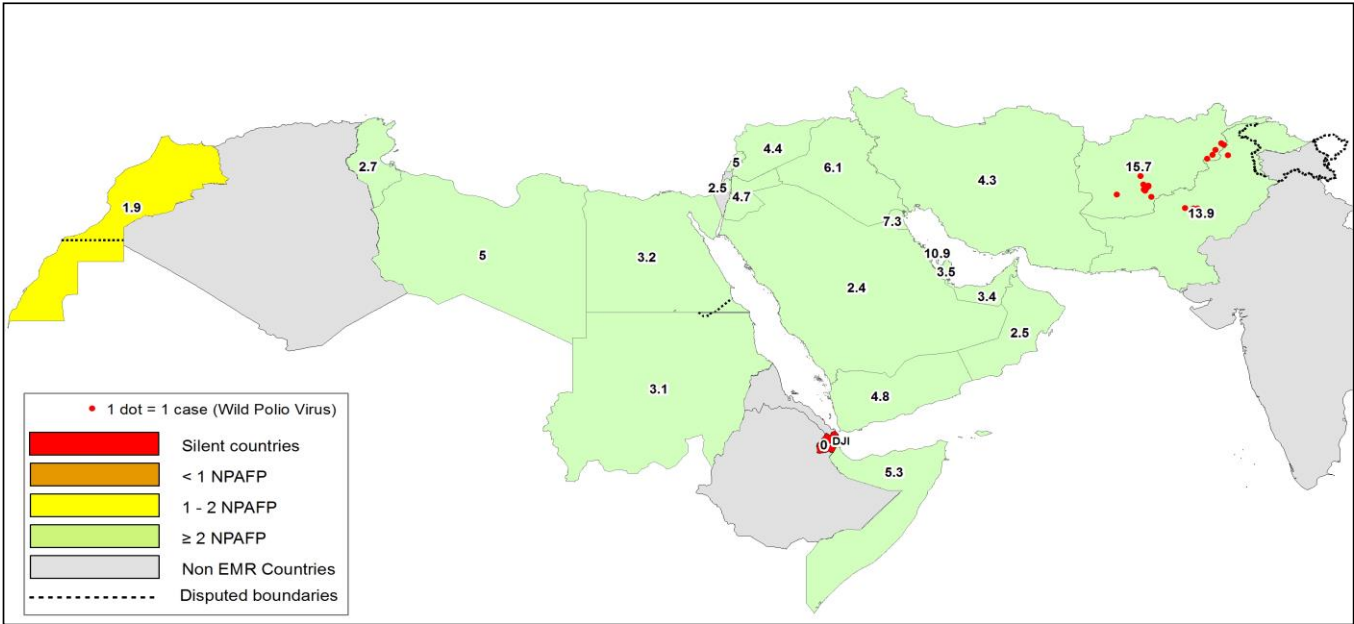 4.4
5
6.1
2.7
2.5
4.7
4.3
15.7
1.9
7.3
13.9
5
3.2
10.9
3.5
2.4
3.4
2.5
3.1
4.8
0
DJI
5.3
1 dot = 1 case (Wild Polio Virus)
Silent countries
< 1 NPAFP
1 - 2 NPAFP
≥ 2 NPAFP
Non EMR Countries
Disputed boundaries